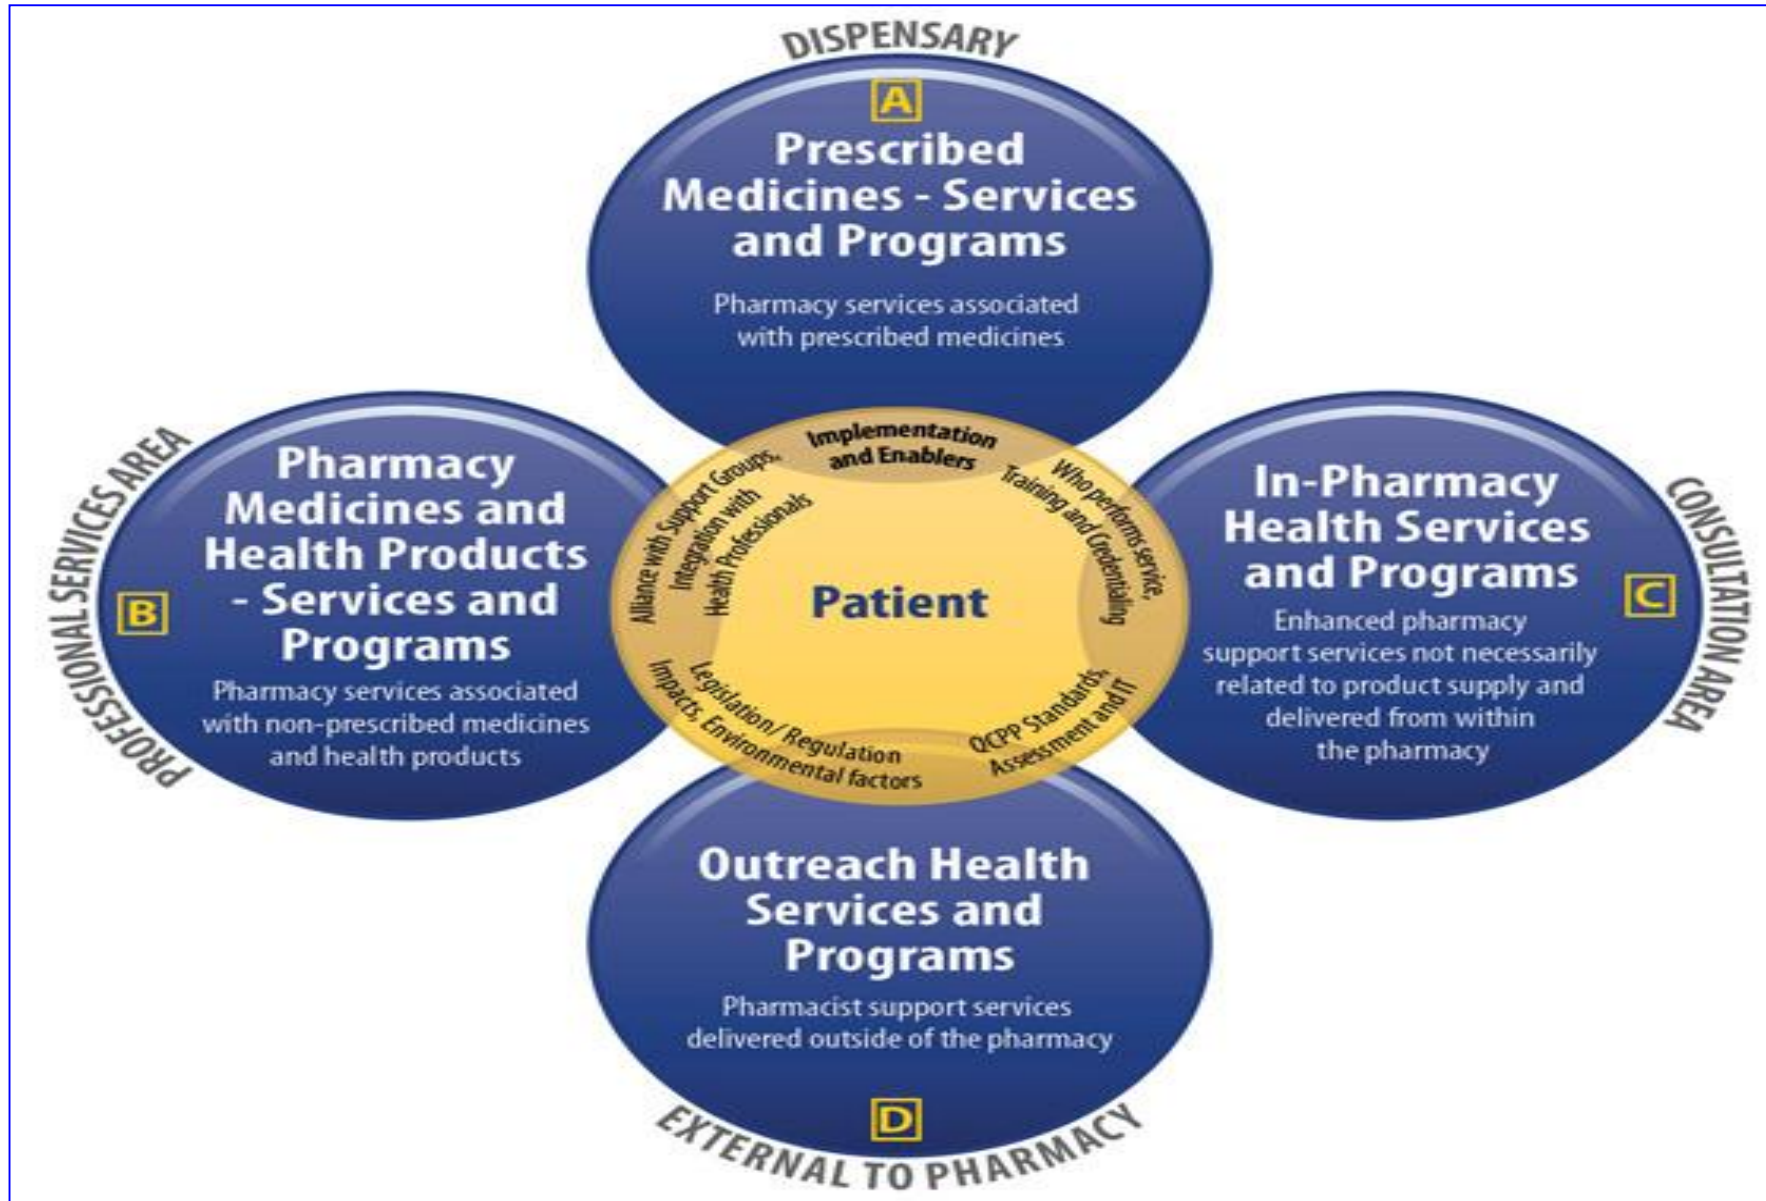 DISPENSARY
A
Prescribed
Medicines - Services
and Programs
Pharmacy services associated
with prescribed medicines
PROFESSIONAL SERVICES AREA
B
Pharmacy
Medicines and
Health Products
- Services and
Programs
Pharmacy services associated
with non-prescribed medicines
and health products
Implementation
and Enablers
Alliance with Support Groups,
Integration with
Health Professionals
Who performs service,
Training and Credentialing
Patient
Legislation/ Regulation
Impacts, Environmental factors
QCPP Standards,
Assessment and IT
In-Pharmacy
Health Services
and Programs
C
Enhanced pharmacy
support services not necessarily
related to product supply and
delivered from within
the pharmacy
CONSULTATION AREA
Outreach Health
Services and
Programs
Pharmacist support services
delivered outside of the pharmacy
D
EXTERNAL TO PHARMACY